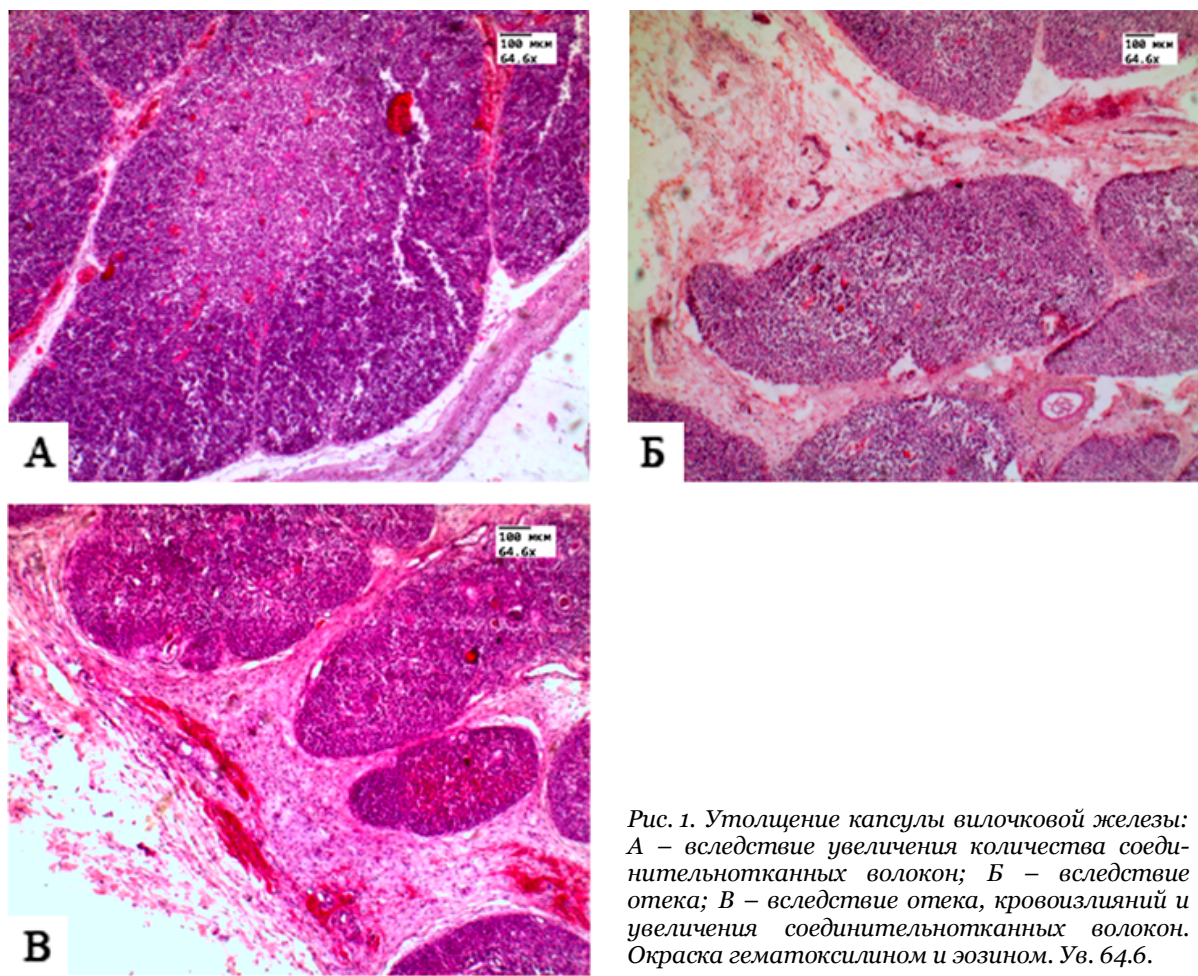 100 мкм
64.6x
А
100 мкм
64.6x
Б
100 мкм
64.6x
В
Рис. 1. Утолщение капсулы вилочковой железы:
А – вследствие увеличения количества соеди-
нительнотканных волокон; Б – вследствие
отека; В – вследствие отека, кровоизлияний и
увеличения соединительнотканных волокон.
Окраска гематоксилином и эозином. Ув. 64.6.